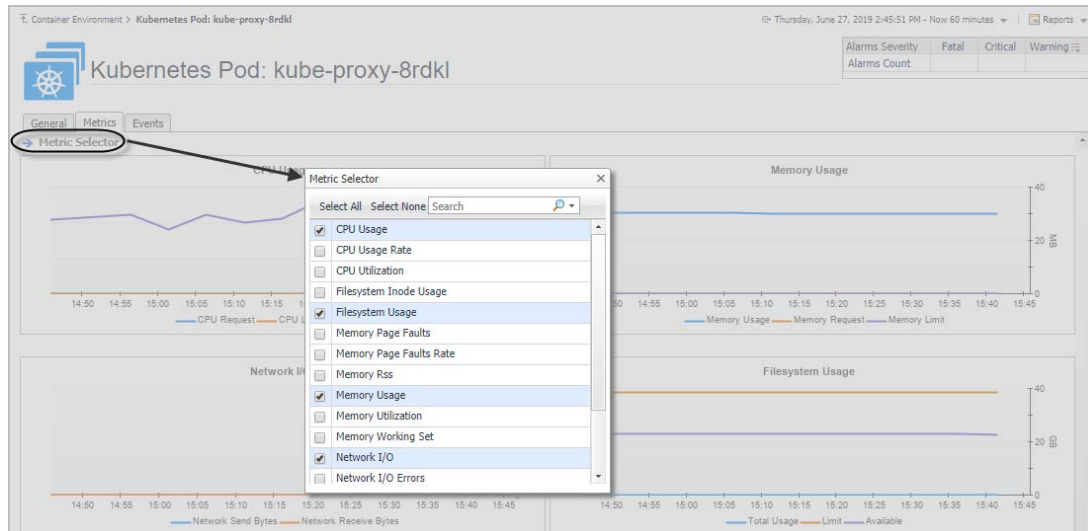 Container Environment > Kubernetes Pod: kube-proxy-8rdkl
Thursday, June 27, 2019 2:45:51 PM - Now 60 minutes
Reports
Kubernetes Pod: kube-proxy-8rdkl
Alarms Severity Fatal Critical Warning
Alarms Count
General Metrics Events
Metric Selector
CPU
Memory Usage
40
20
MB
0
14:50 14:55 15:00 15:05 15:10 15:15
14:55 15:00 15:05 15:10 15:15 15:20 15:25 15:30 15:35 15:40 15:45
CPU Request CPU
Memory Usage Memory Request Memory Limit
Metric Selector
Select All Select None Search
CPU Usage
CPU Usage Rate
CPU Utilization
Filesystem Inode Usage
Filesystem Usage
Memory Page Faults
Memory Page Faults Rate
Memory Rss
Memory Usage
Memory Utilization
Memory Working Set
Network I/O
Network I/O Errors
Network
Filesystem Usage
40
20
GB
0
14:50 14:55 15:00 15:05 15:10 15:15 15:20 15:25 15:30 15:35 15:40 15:45
14:50 14:55 15:00 15:05 15:10 15:15 15:20 15:25 15:30 15:35 15:40 15:45
Network Send Bytes Network Receive Bytes
Total Usage Limit Available